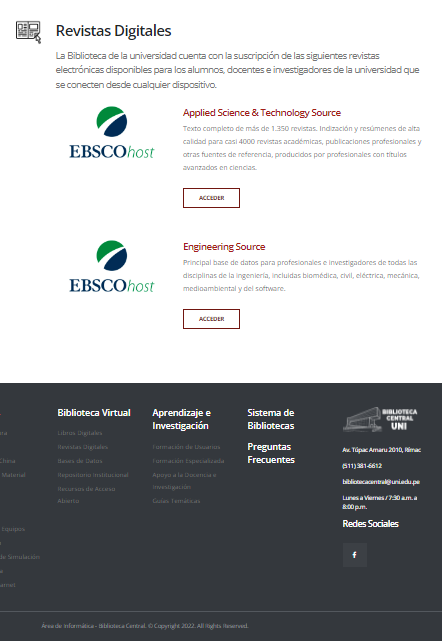 Revistas Digitales
La Biblioteca de la universidad cuenta con la suscripción de las siguientes revistas
electrónicas disponibles para los alumnos, docentes e investigadores de la universidad que
se conecten desde cualquier dispositivo.
EBSCOhost
Applied Science & Technology Source
Texto completo de más de 1.350 revistas. Indización y resúmenes de alta
calidad para casi 4000 revistas académicas, publicaciones profesionales y
otras fuentes de referencia, producidos por profesionales con títulos
avanzados en ciencias.
ACCEDER
EBSCOhost
Engineering Source
Principal base de datos para profesionales e investigadores de todas las
disciplinas de la ingeniería, incluidas biomédica, civil, eléctrica, mecánica,
medioambiental y del software.
ACCEDER
China
Material
Equipos
de Simulación
Biblioteca Virtual
Libros Digitales
Revistas Digitales
Bases de Datos
Repositorio Institucional
Recursos de Acceso
Abierto
Aprendizaje e
Investigación
Formación de Usuarios
Formación Especializada
Apoyo a la Docencia e
Investigación
Guías Temáticas
Sistema de
Bibliotecas
Preguntas
Frecuentes
BIBLIOTECA
CENTRAL
UNI
Av. Túpac Amaru 2010, Rímac
(511) 381-6612
bibliotecacentral@uni.edu.pe
Lunes a Viernes / 7:30 a.m. a
8:00 p.m.
Redes Sociales
Área de Informática - Biblioteca Central. © Copyright 2022. All Rights Reserved.